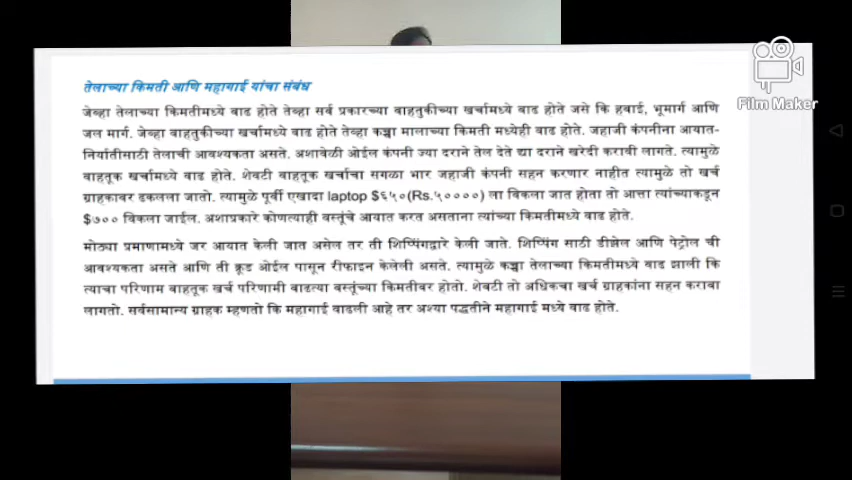 तेलाच्या किमती आणि महागाई यांचा संबंध
जेव्हा तेलाच्या किमतीमध्ये वाढ होते तेव्हा सर्व प्रकारच्या वाहतुकीच्या खर्चामध्ये वाढ होते जसे कि हवाई, भूमार्ग आणि
जल मार्ग. जेव्हा वाहतुकीच्या खर्चामध्ये वाढ होते तेव्हा कच्चा मालाच्या किमती मध्येही वाढ होते. जहाजी कंपनीना आयात-
निर्यातीसाठी तेलाची आवश्यकता असते. अशावेळी ओईल कंपनी ज्या दराने तेल देते द्या दराने खरेदी करावी लागते. त्यामुळे
वाहतूक खर्चामध्ये वाढ होते. शेवटी वाहतूक खर्चाचा सगळा भार जहाजी कंपनी सहन करणार नाहीत त्यामुळे तो खर्च
ग्राहकावर ढकलला जातो. त्यामुळे पूर्वी एखादा laptop $६५०(Rs.५००००) ला विकला जात होता तो आत्ता त्यांच्याकडून
$७०० विकला जाईल. अशाप्रकारे कोणत्याही वस्तूंचे आयात करत असताना त्यांच्या किमतीमध्ये वाढ होते.
मोठ्या प्रमाणामध्ये जर आयात केली जात असेल तर ती शिप्पिंगद्वारे केली जाते. शिप्पिंग साठी डीझेल आणि पेट्रोल ची
आवश्यकता असते आणि ती क्रूड ओईल पासून रीफाइन केलेली असते. त्यामुळे कच्चा तेलाच्या किमतीमध्ये वाढ झाली कि
त्याचा परिणाम वाहतूक खर्च परिणामी वाढत्या वस्तूंच्या किमतीवर होतो. शेवटी तो अधिकचा खर्च ग्राहकांना सहन करावा
लागतो. सर्वसामान्य ग्राहक म्हणतो कि महागाई वाढली आहे तर अश्या पद्धतीने महागाई मध्ये वाढ होते.
Film Maker